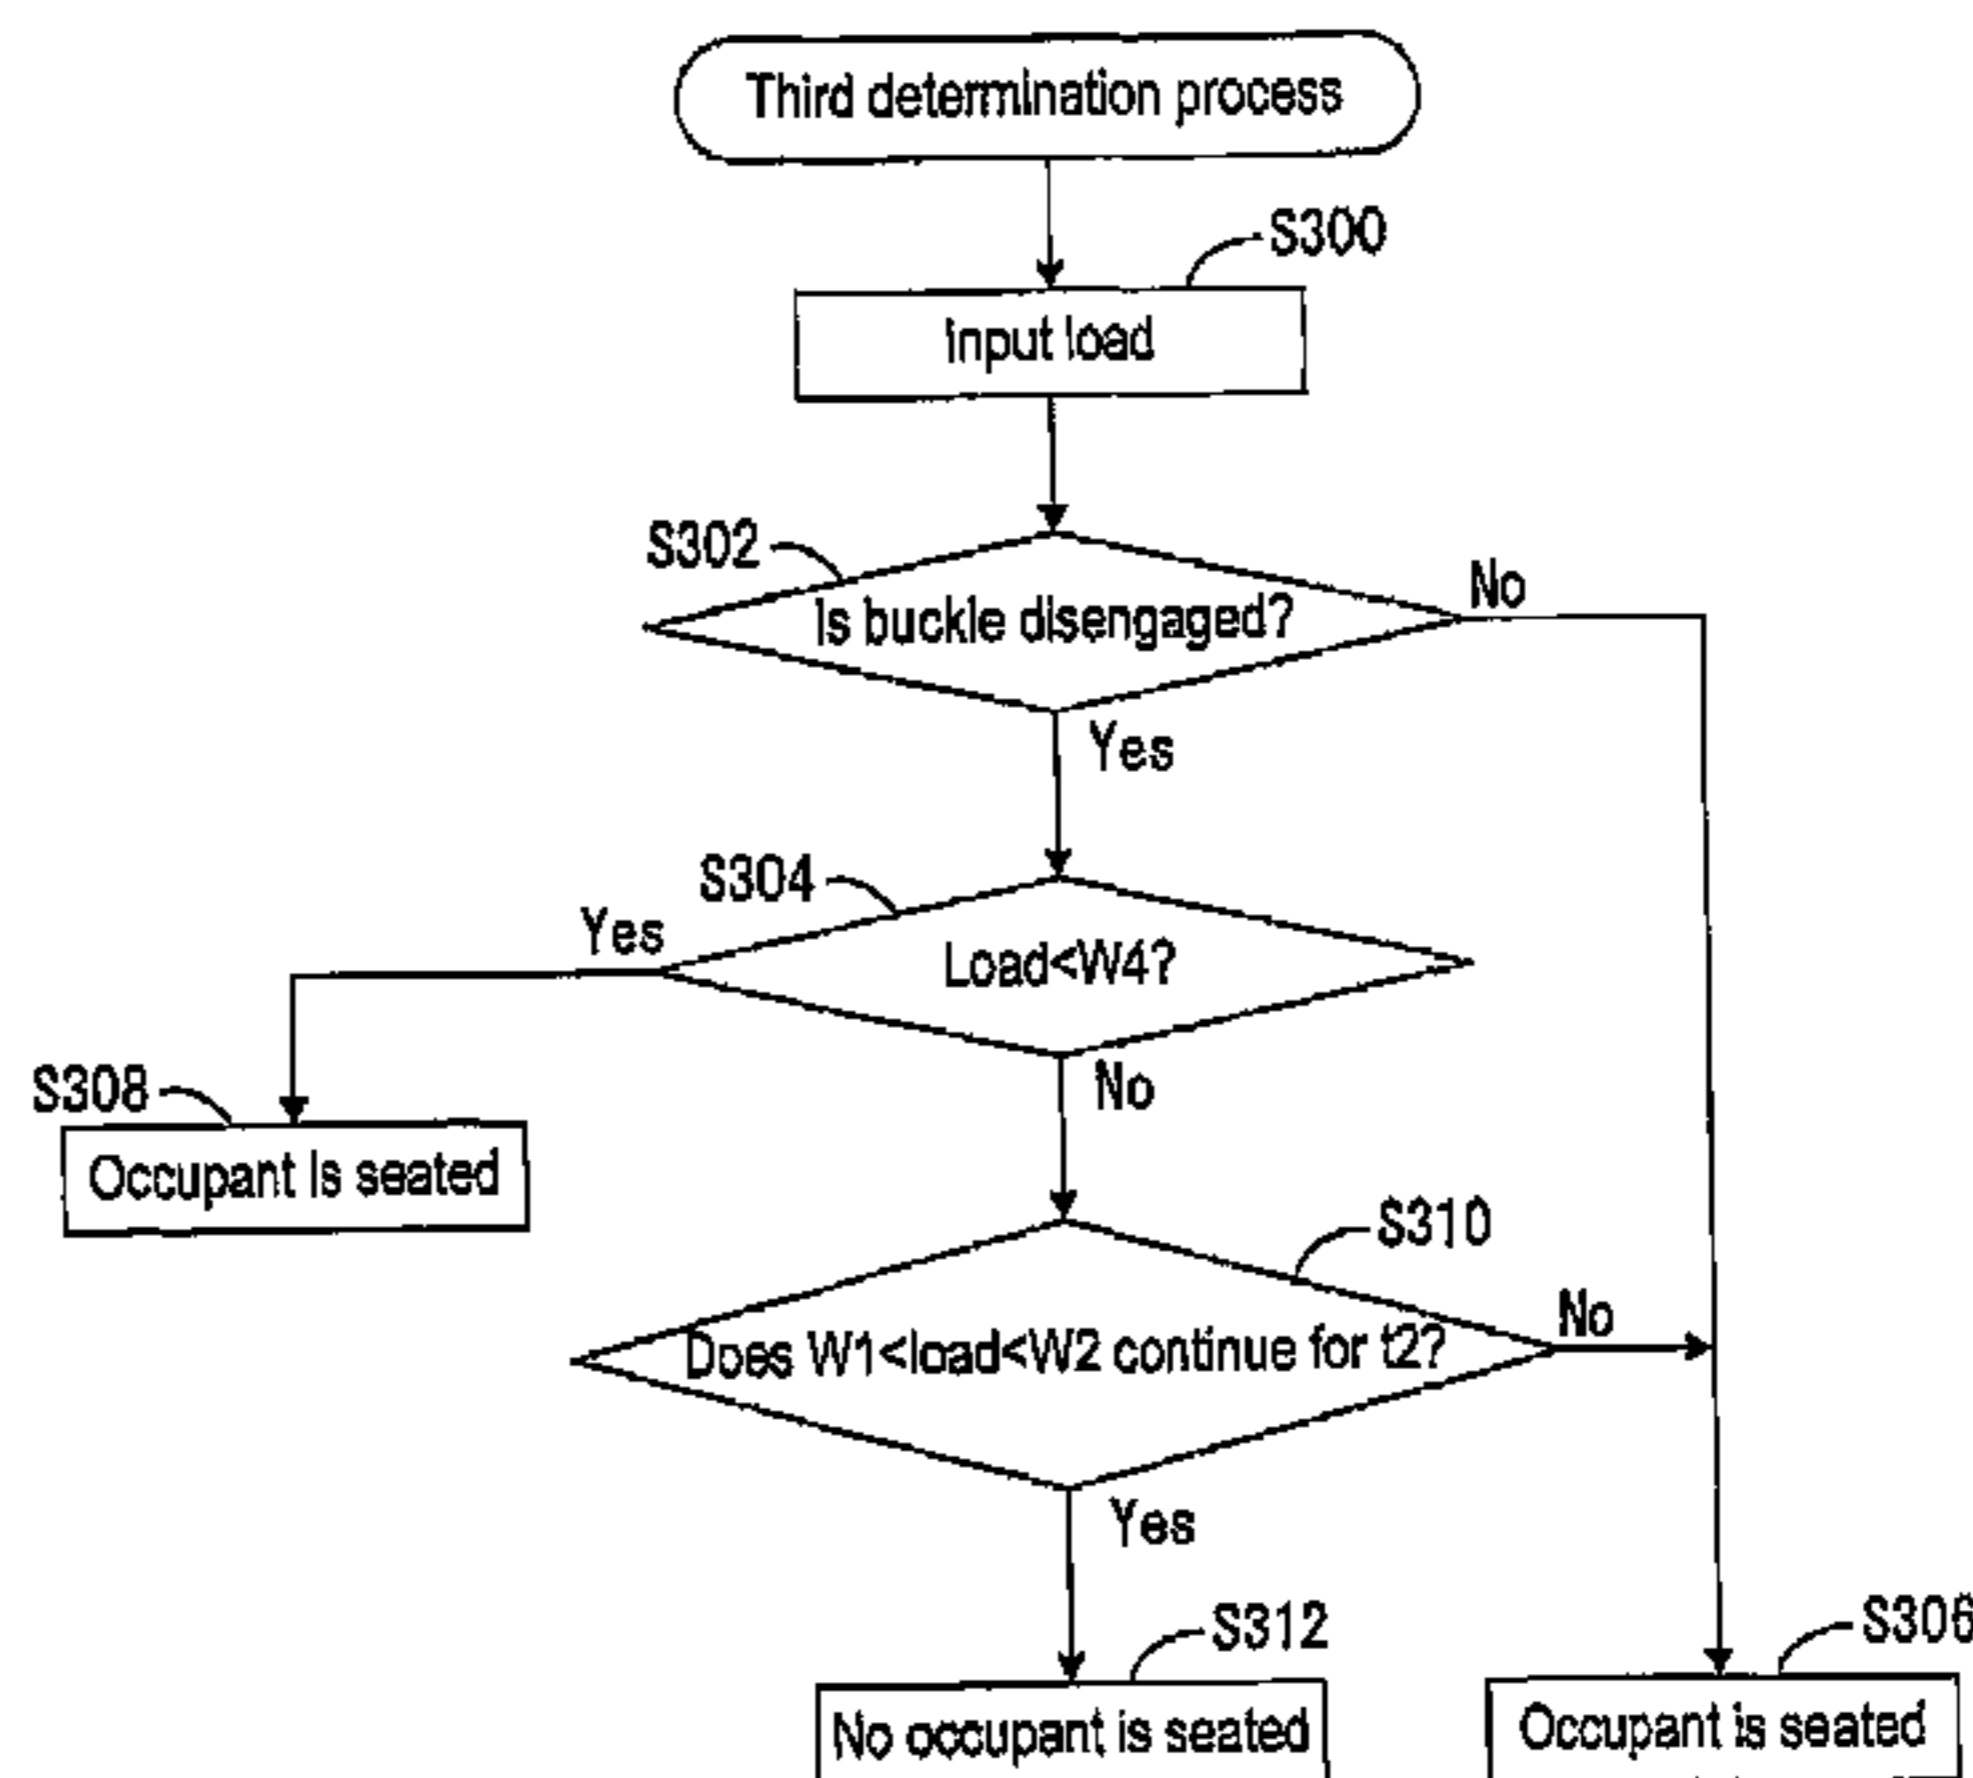 Third determination process
S300
Input load
S302
Is buckle disengaged?
No
Yes
S304
Yes
Load<W4?
No
S308
Occupant is seated
S310
Does W1<load<W2 continue for t2?
No
Yes
S312
No occupant is seated
S306
Occupant is seated